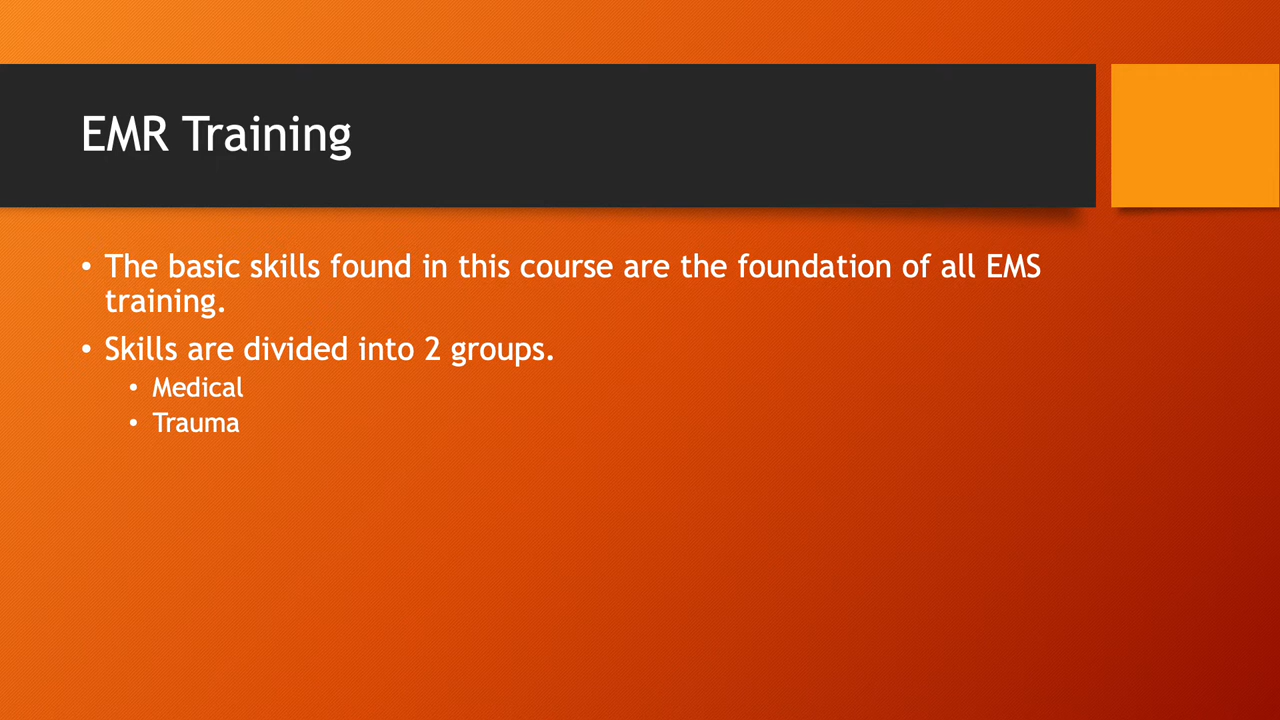 EMR Training
• The basic skills found in this course are the foundation of all EMS
training.
• Skills are divided into 2 groups.
• Medical
• Trauma